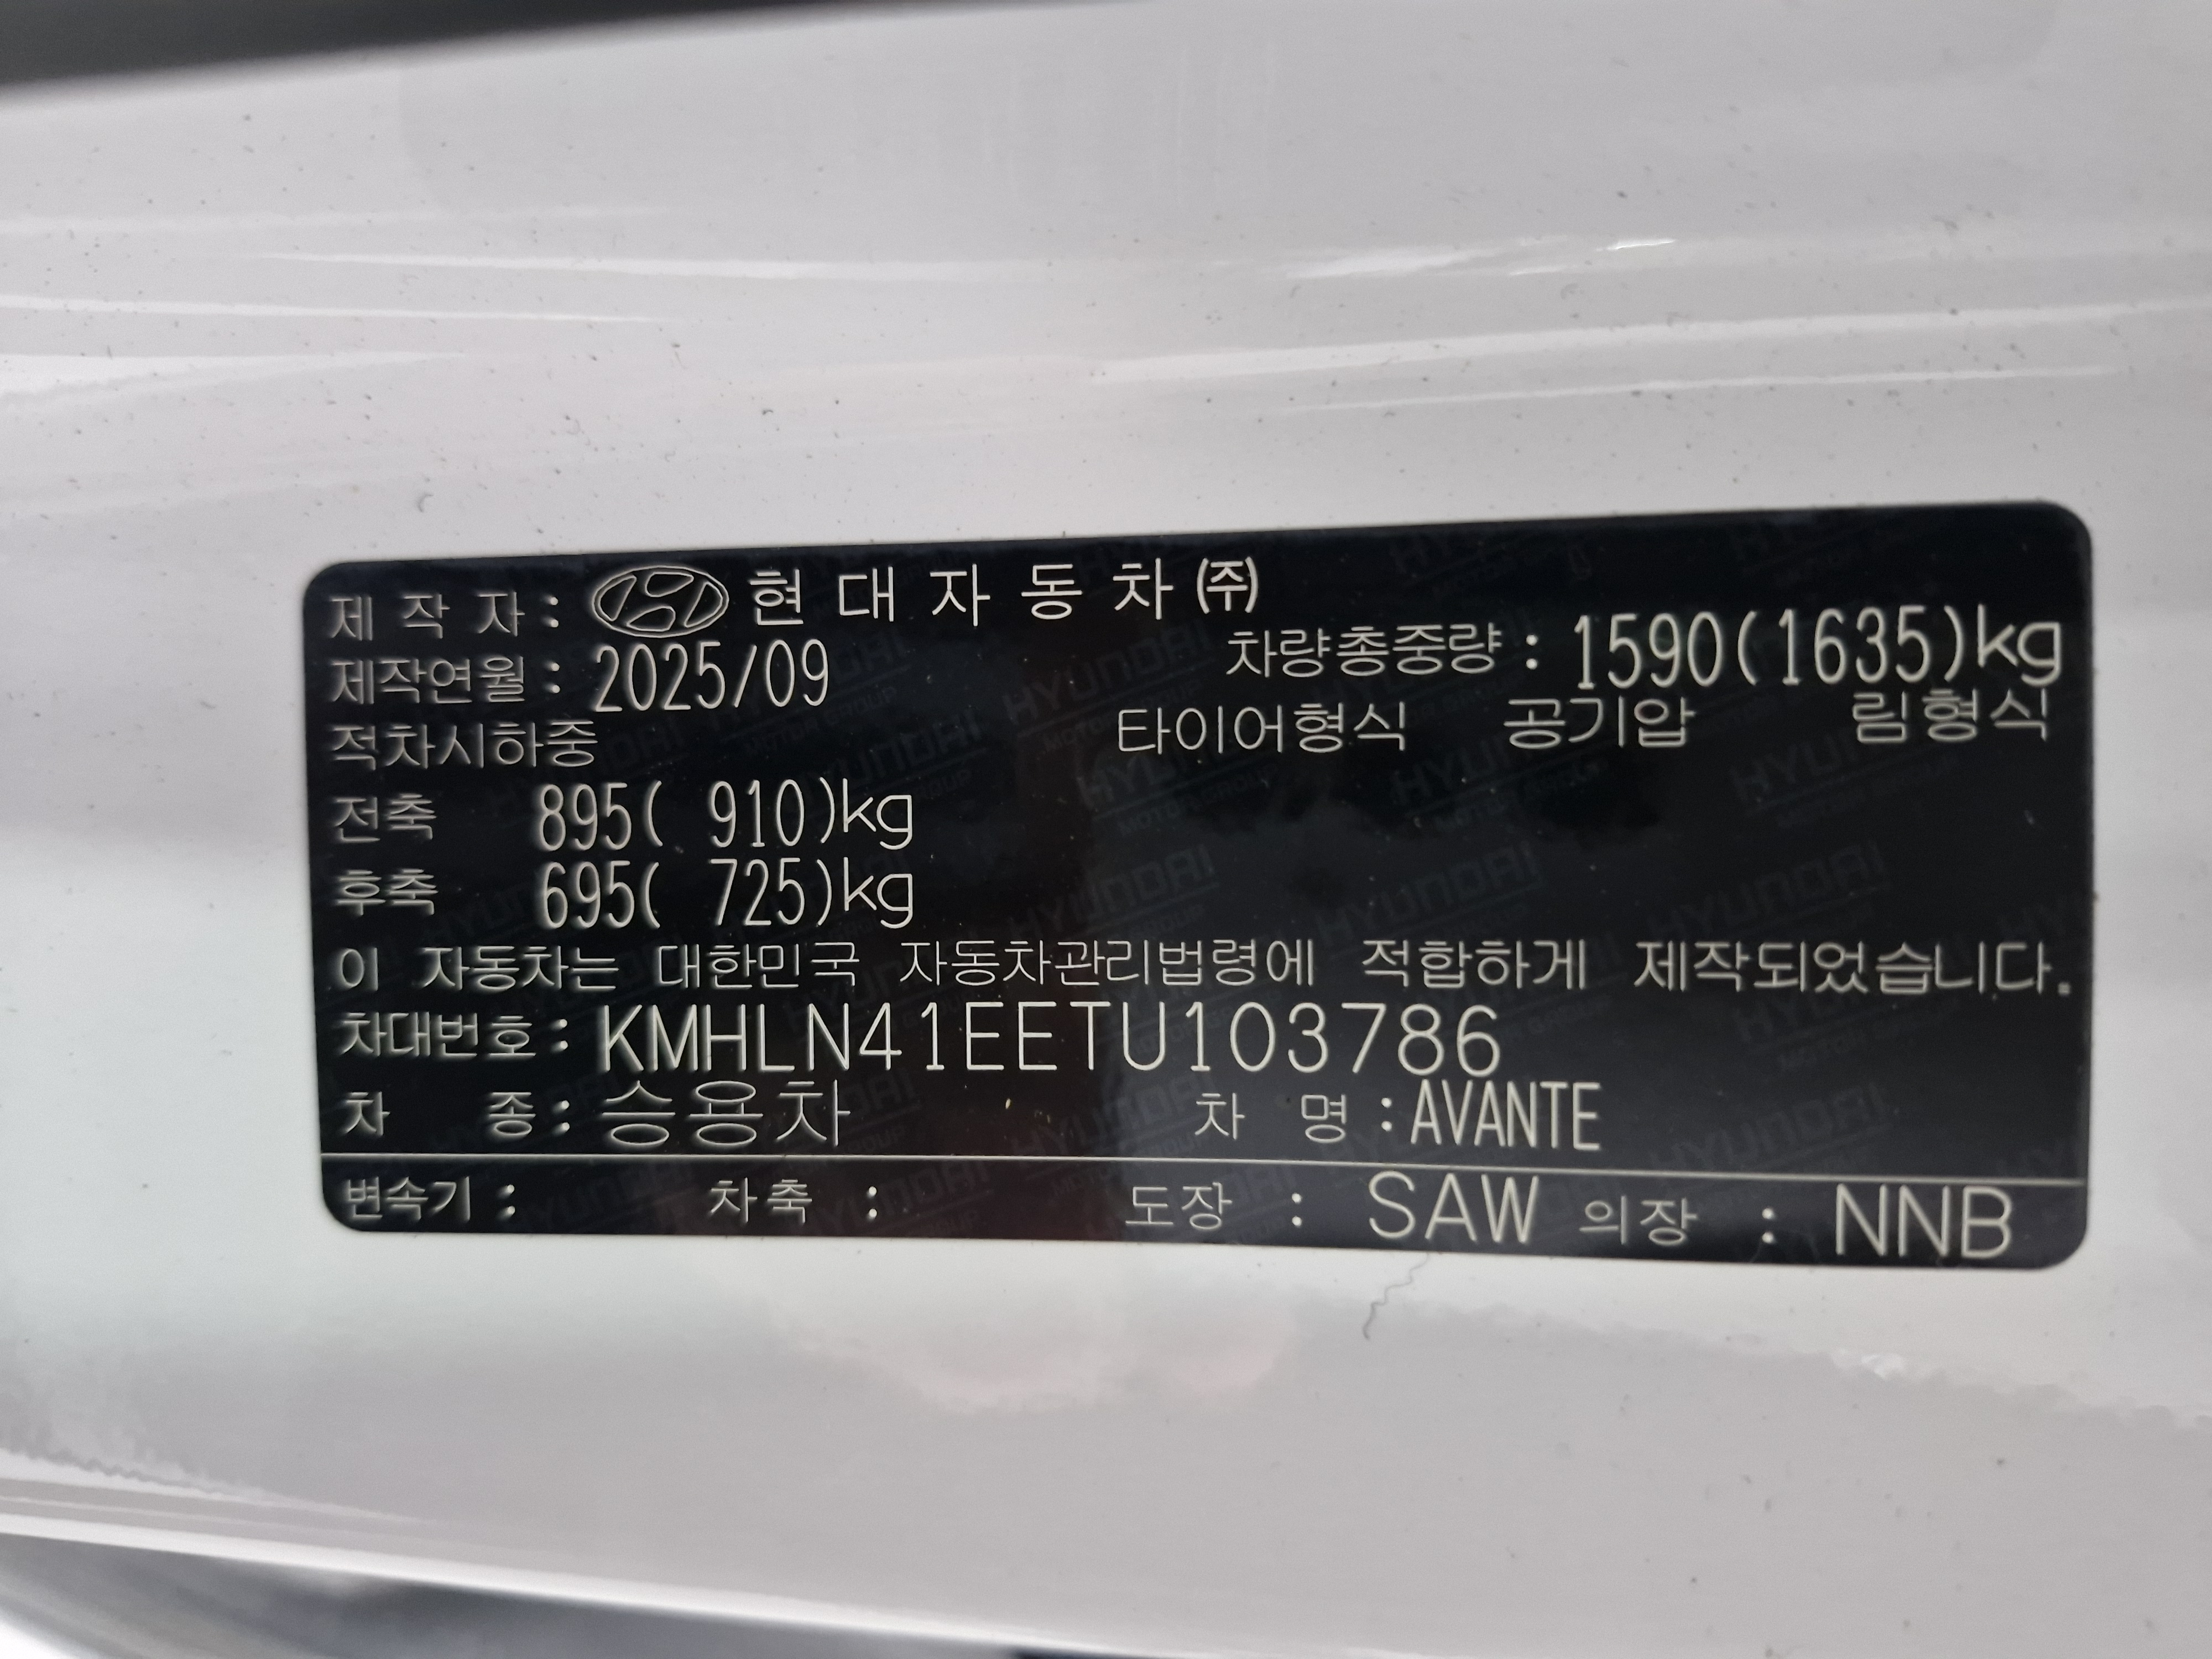 제 작 자 : 현 대 자 동 차 ㈜
제작연월 : 2025/09
차량총중량 : 1590(1635)kg
적차시하중
타이어형식 공기압 림형식
전축 895( 910)kg
후축 695( 725)kg
이 자동차는 대한민국 자동차관리법령에 적합하게 제작되었습니다.
차대번호 : KMHLN41EETU103786
차 종 : 승용차 차 명 : AVANTE
변속기 : 차축 : 도장 : SAW 의장 : NNB